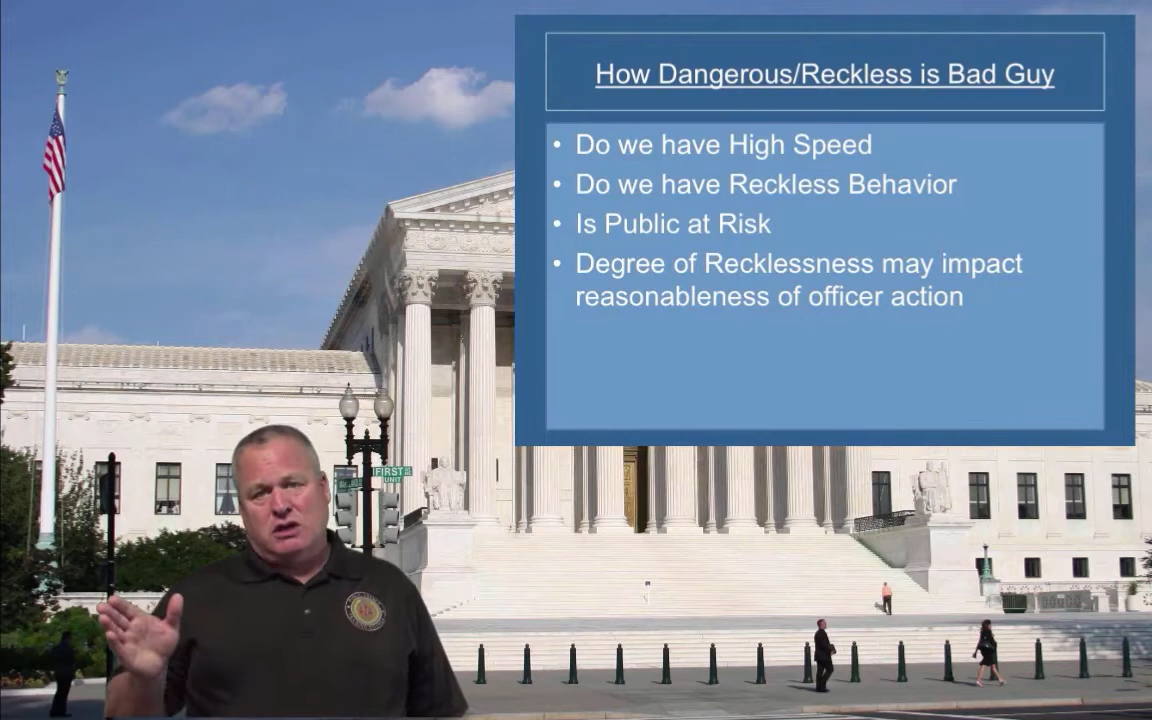 How Dangerous/Reckless is Bad Guy
• Do we have High Speed
• Do we have Reckless Behavior
• Is Public at Risk
• Degree of Recklessness may impact
reasonableness of officer action
FIRST
UNIT